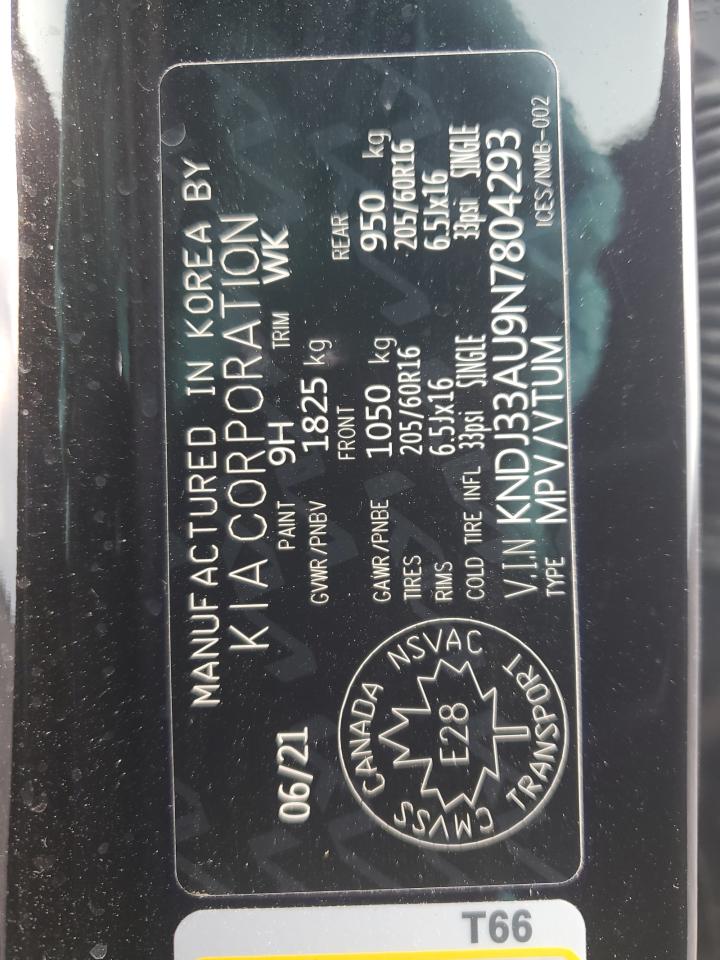 MANUFACTURED IN KOREA BY
KIA CORPORATION
06/21 PAINT 9H TRIM WK
GVWR/PNBV 1825 kg
FRONT REAR
GAWR/PNBE 1050 kg 950 kg
TIRES 205/60R16 205/60R16
RIMS 6.5Jx16 6.5Jx16
COLD TIRE INFL 33psi SINGLE 33psi SINGLE
V.I.N KNDJ33AU9N7804293
TYPE MPV/VTUM ICES/NMB-002
CMVSS CANADA NSVAC
E28
TRANSPORT
T66